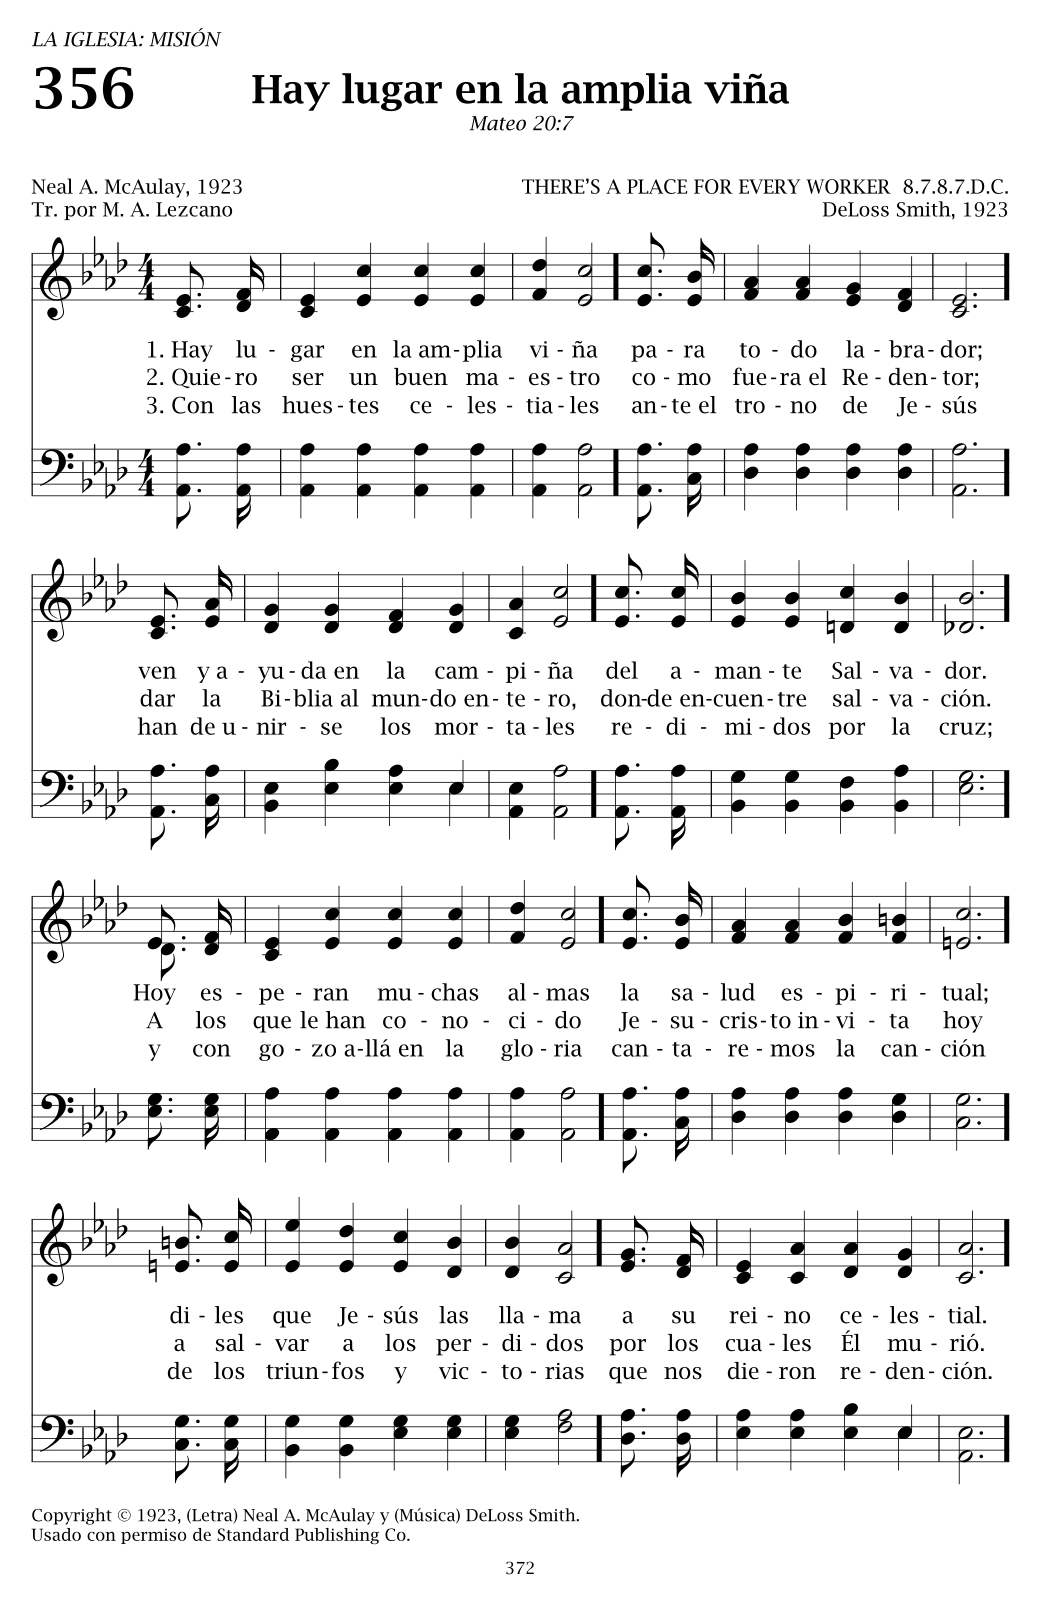 LA IGLESIA: MISIÓN
356
Hay lugar en la amplia viña
Mateo 20:7
Neal A. McAulay, 1923
THERE'S A PLACE FOR EVERY WORKER 8.7.8.7.D.C.
Tr. por M. A. Lezcano
DeLoss Smith, 1923
1. Hay lu - gar en la am - plia vi - ña pa - ra to - do la - bra - dor;
2. Quie - ro ser un buen ma - es - tro co - mo fue - ra el Re - den - tor;
3. Con las hues - tes ce - les - tia - les an - te el tro - no de Je - sús
ven y a - yu - da en la cam - pi - ña del a - man - te Sal - va - dor.
dar la Bi - blia al mun - do en - te - ro, don - de en - cuen - tre sal - va - ción.
han de u - nir - se los mor - ta - les re - di - mi - dos por la cruz;
Hoy es - pe - ran mu - chas al - mas la sa - lud es - pi - ri - tual;
A los que le han co - no - ci - do Je - su - cris - to in - vi - ta hoy
y con go - zo a - llá en la glo - ria can - ta - re - mos la can - ción
di - les que Je - sús las lla - ma a su rei - no ce - les - tial.
a sal - var a los per - di - dos por los cua - les Él mu - rió.
de los triun - fos y vic - to - rias que nos die - ron re - den - ción.
Copyright © 1923, (Letra) Neal A. McAulay y (Música) DeLoss Smith.
Usado con permiso de Standard Publishing Co.
372